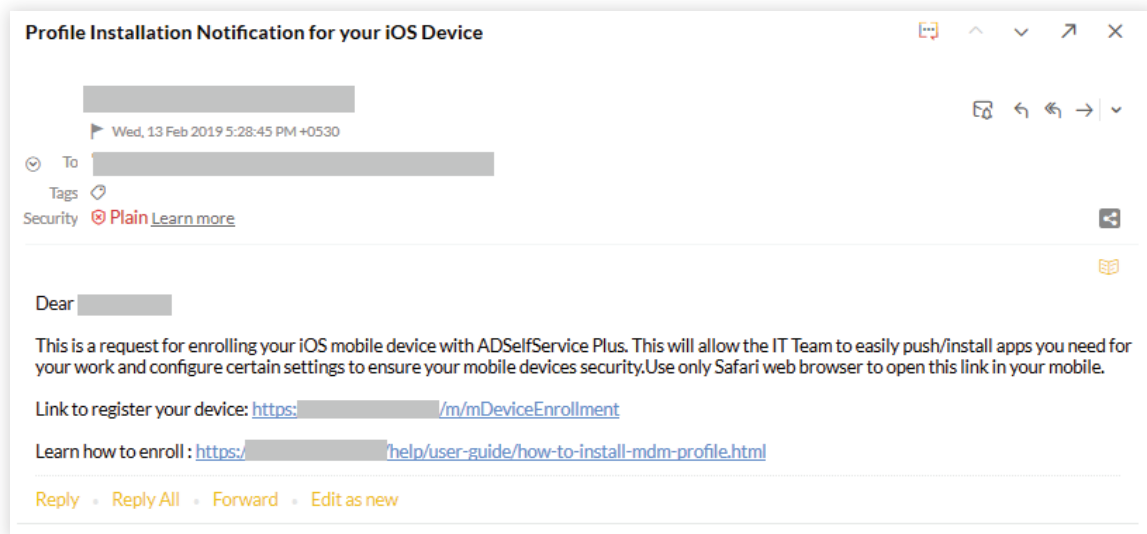 Profile Installation Notification for your iOS Device
Wed, 13 Feb 2019 5:28:45 PM +0530
To
Tags
Security Plain Learn more
Dear
This is a request for enrolling your iOS mobile device with ADSelfService Plus. This will allow the IT Team to easily push/install apps you need for
your work and configure certain settings to ensure your mobile devices security.Use only Safari web browser to open this link in your mobile.
Link to register your device: https: /m/mDeviceEnrollment
Learn how to enroll : https:/ /help/user-guide/how-to-install-mdm-profile.html
Reply Reply All Forward Edit as new